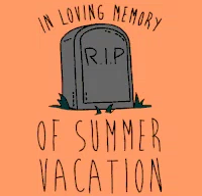 IN LOVING MEMORY
R.I.P
OF SUMMER
VACATION